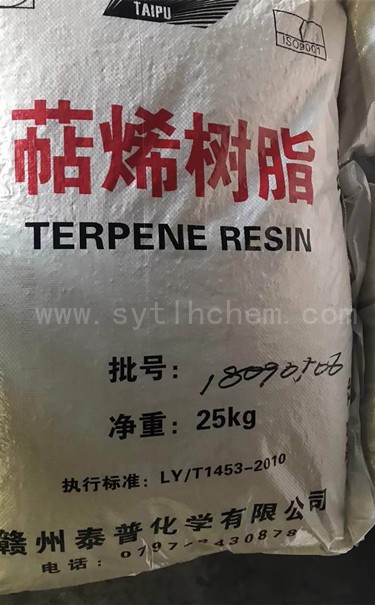 TAIPU
ISO9001
萜烯树脂
TERPENE RESIN
www.sytlhchem.com
批号：
净重：25kg
执行标准：LY/T1453-2010
赣州泰普化学有限公司
电话：